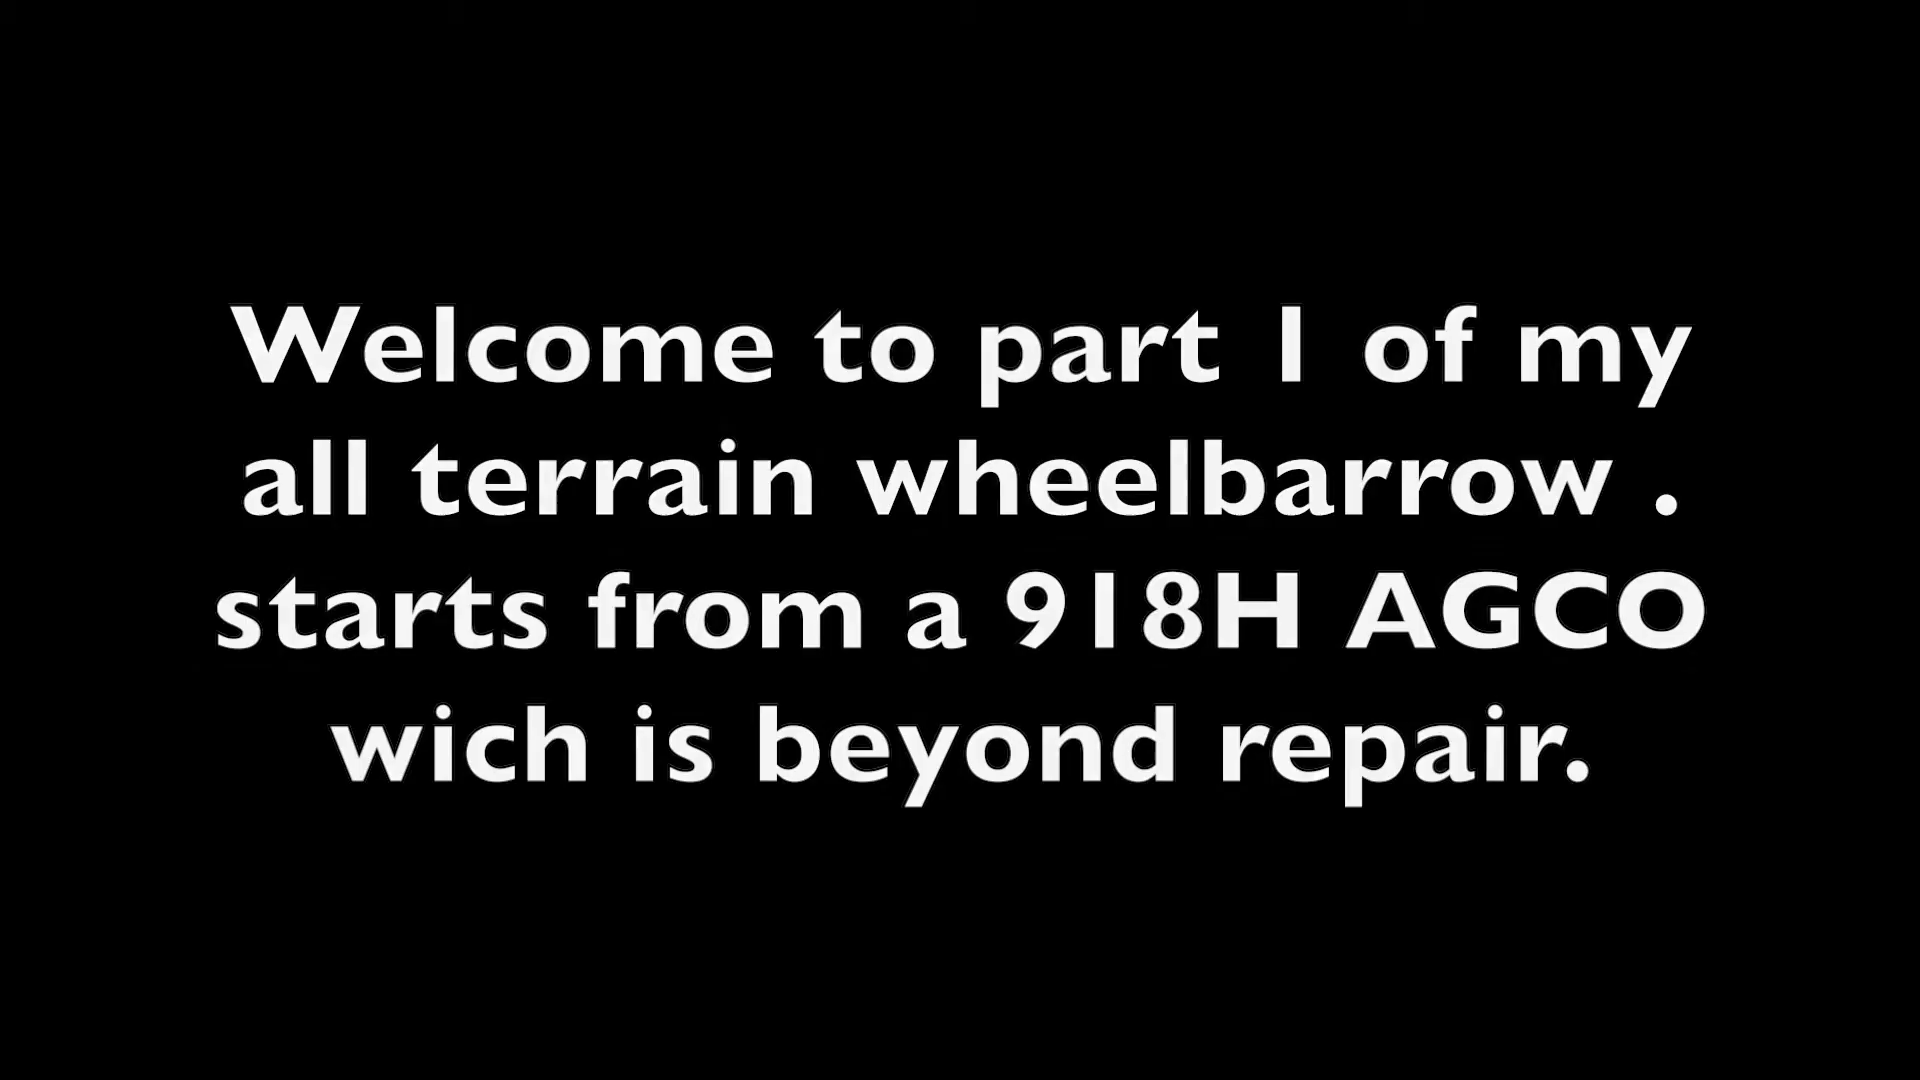 Welcome to part 1 of my
all terrain wheelbarrow .
starts from a 918H AGCO
wich is beyond repair.